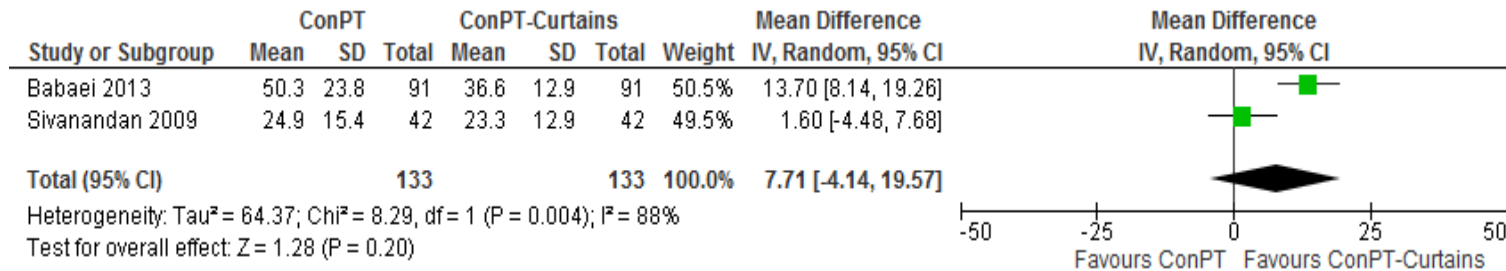 ConPT ConPT-Curtains Mean Difference Mean Difference
Study or Subgroup Mean SD Total Mean SD Total Weight IV, Random, 95% CI IV, Random, 95% CI
Babaei 2013 50.3 23.8 91 36.6 12.9 91 50.5% 13.70 [8.14, 19.26]
Sivanandan 2009 24.9 15.4 42 23.3 12.9 42 49.5% 1.60 [-4.48, 7.68]
Total (95% CI) 133 133 100.0% 7.71 [-4.14, 19.57]
Heterogeneity: Tau² = 64.37; Chi² = 8.29, df = 1 (P = 0.004); I² = 88%
Test for overall effect: Z = 1.28 (P = 0.20)
-50 -25 0 25 50
Favours ConPT Favours ConPT-Curtains